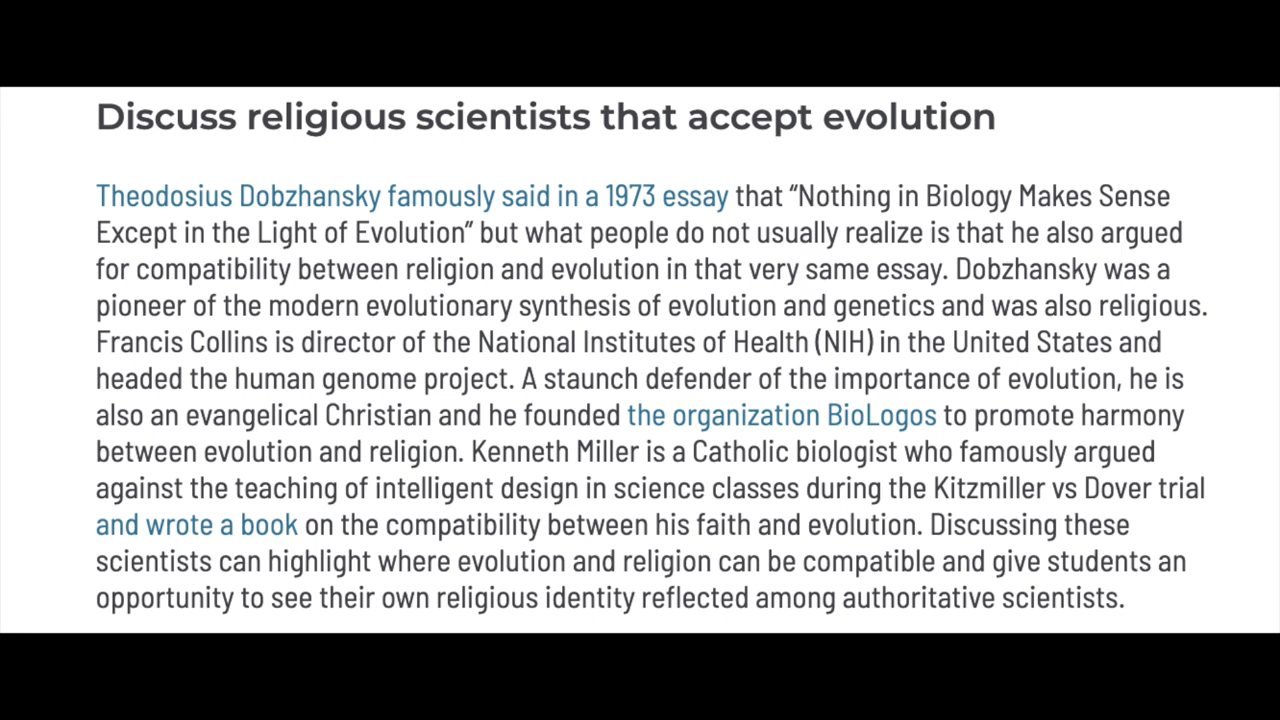 Discuss religious scientists that accept evolution
Theodosius Dobzhansky famously said in a 1973 essay that “Nothing in Biology Makes Sense
Except in the Light of Evolution” but what people do not usually realize is that he also argued
for compatibility between religion and evolution in that very same essay. Dobzhansky was a
pioneer of the modern evolutionary synthesis of evolution and genetics and was also religious.
Francis Collins is director of the National Institutes of Health (NIH) in the United States and
headed the human genome project. A staunch defender of the importance of evolution, he is
also an evangelical Christian and he founded the organization BioLogos to promote harmony
between evolution and religion. Kenneth Miller is a Catholic biologist who famously argued
against the teaching of intelligent design in science classes during the Kitzmiller vs Dover trial
and wrote a book on the compatibility between his faith and evolution. Discussing these
scientists can highlight where evolution and religion can be compatible and give students an
opportunity to see their own religious identity reflected among authoritative scientists.